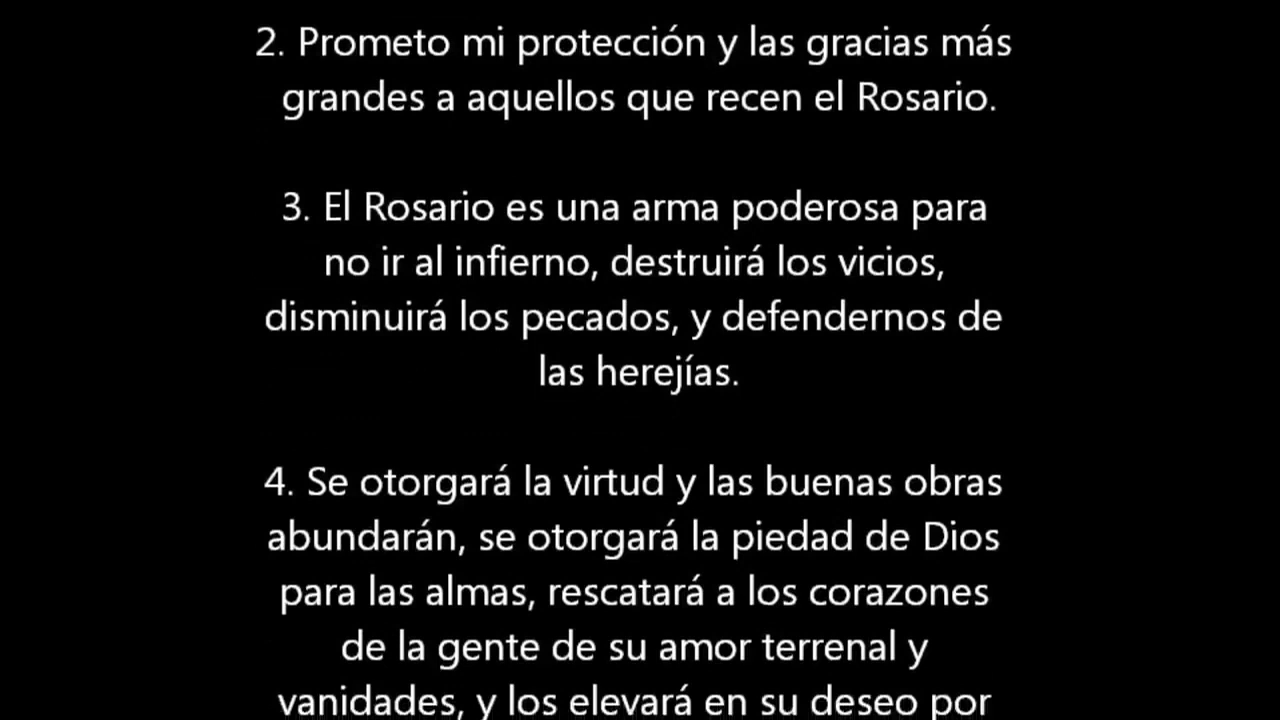 2. Prometo mi protección y las gracias más
grandes a aquellos que recen el Rosario.
3. El Rosario es una arma poderosa para
no ir al infierno, destruirá los vicios,
disminuirá los pecados, y defendernos de
las herejías.
4. Se otorgará la virtud y las buenas obras
abundarán, se otorgará la piedad de Dios
para las almas, rescatará a los corazones
de la gente de su amor terrenal y
vanidades, y los elevará en su deseo por